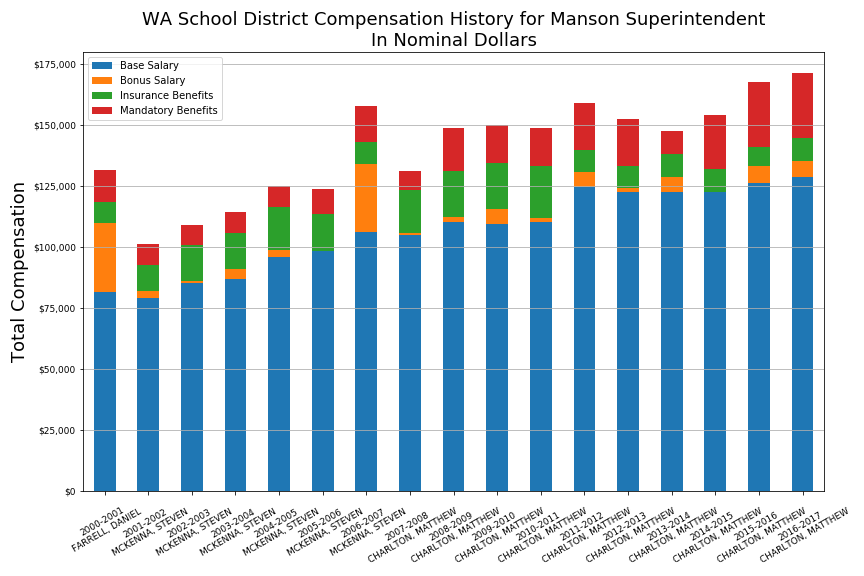 WA School District Compensation History for Manson Superintendent
In Nominal Dollars
Base Salary
Bonus Salary
Insurance Benefits
Mandatory Benefits
Total Compensation
$175,000
$150,000
$125,000
$100,000
$75,000
$50,000
$25,000
$0
2000-2001
FARRELL, DANIEL
2001-2002
MCKENNA, STEVEN
2002-2003
MCKENNA, STEVEN
2003-2004
MCKENNA, STEVEN
2004-2005
MCKENNA, STEVEN
2005-2006
MCKENNA, STEVEN
2006-2007
MCKENNA, STEVEN
2007-2008
CHARLTON, MATTHEW
2008-2009
CHARLTON, MATTHEW
2009-2010
CHARLTON, MATTHEW
2010-2011
CHARLTON, MATTHEW
2011-2012
CHARLTON, MATTHEW
2012-2013
CHARLTON, MATTHEW
2013-2014
CHARLTON, MATTHEW
2014-2015
CHARLTON, MATTHEW
2015-2016
CHARLTON, MATTHEW
2016-2017
CHARLTON, MATTHEW